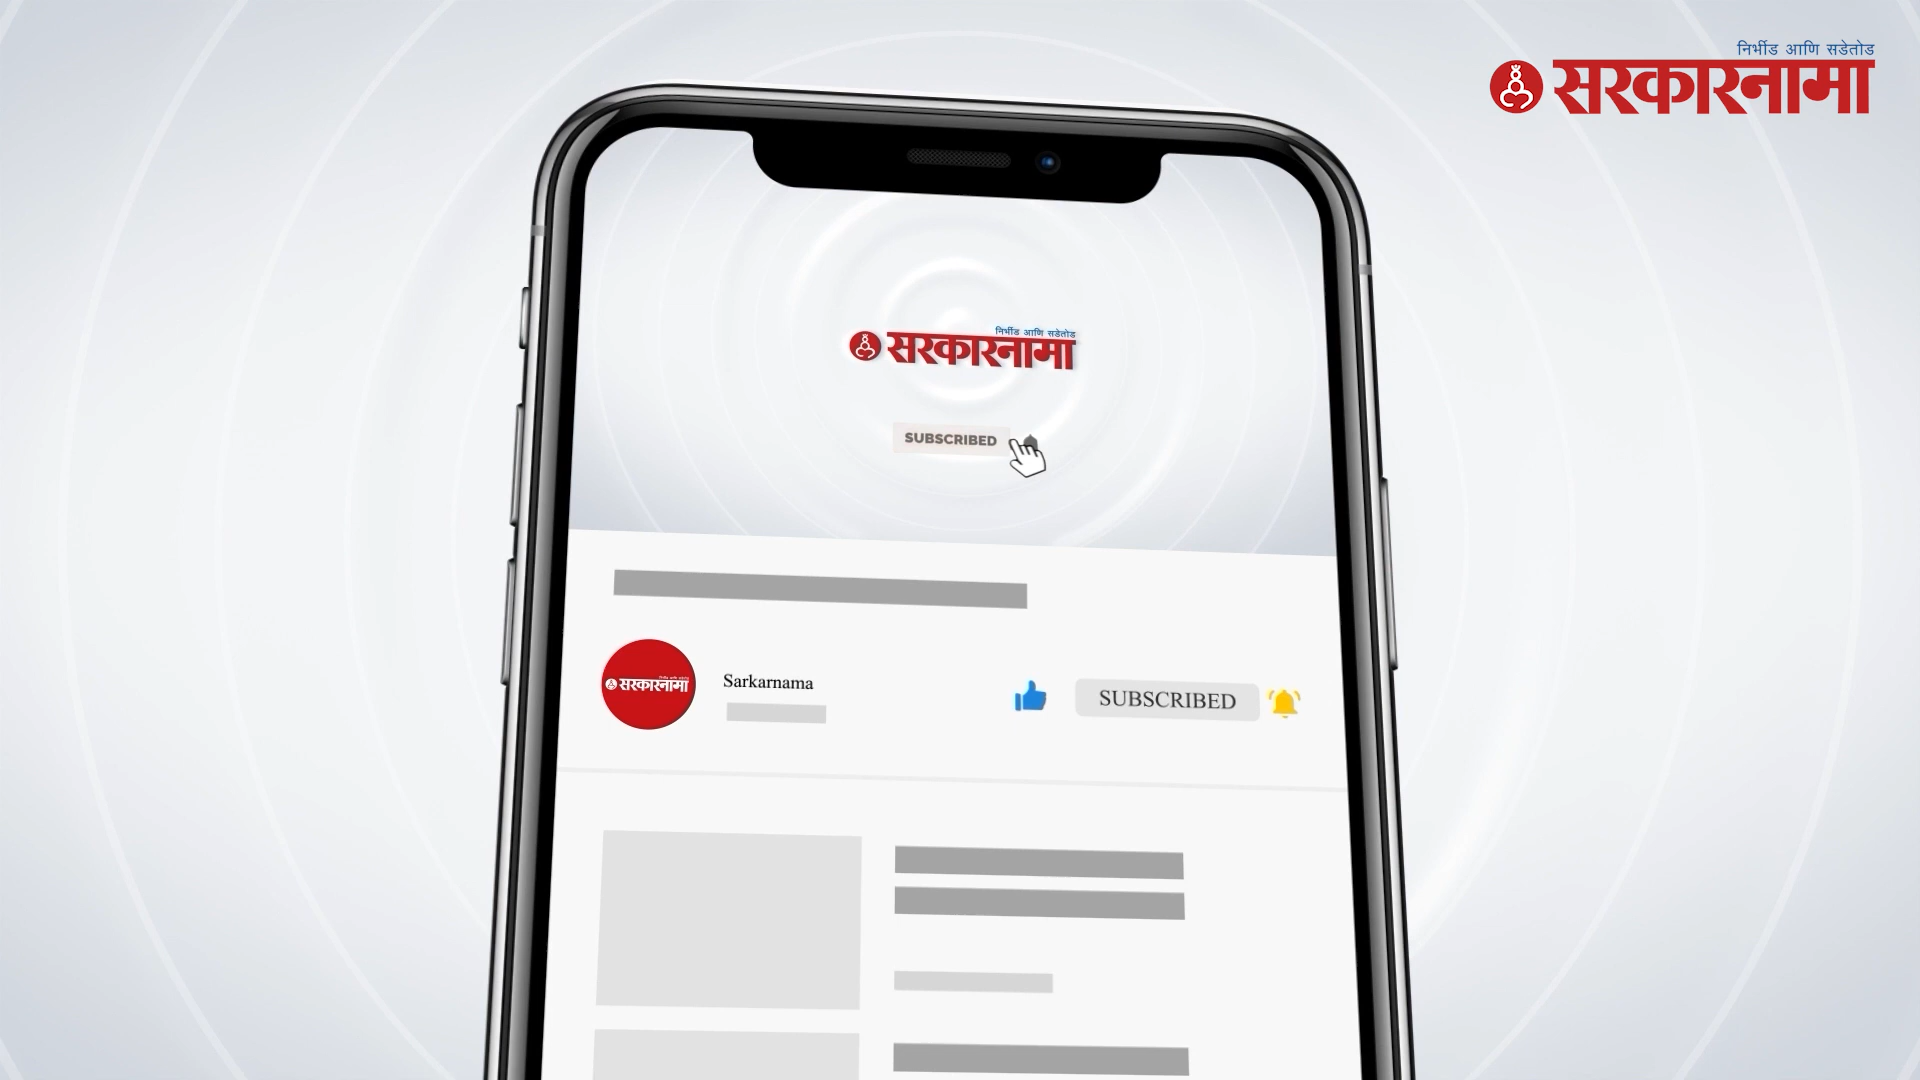 निर्भीड आणि सडेतोड
सरकारनामा
निर्भीड आणि सडेतोड
सरकारनामा
SUBSCRIBED
सरकारनामा
Sarkarnama
SUBSCRIBED